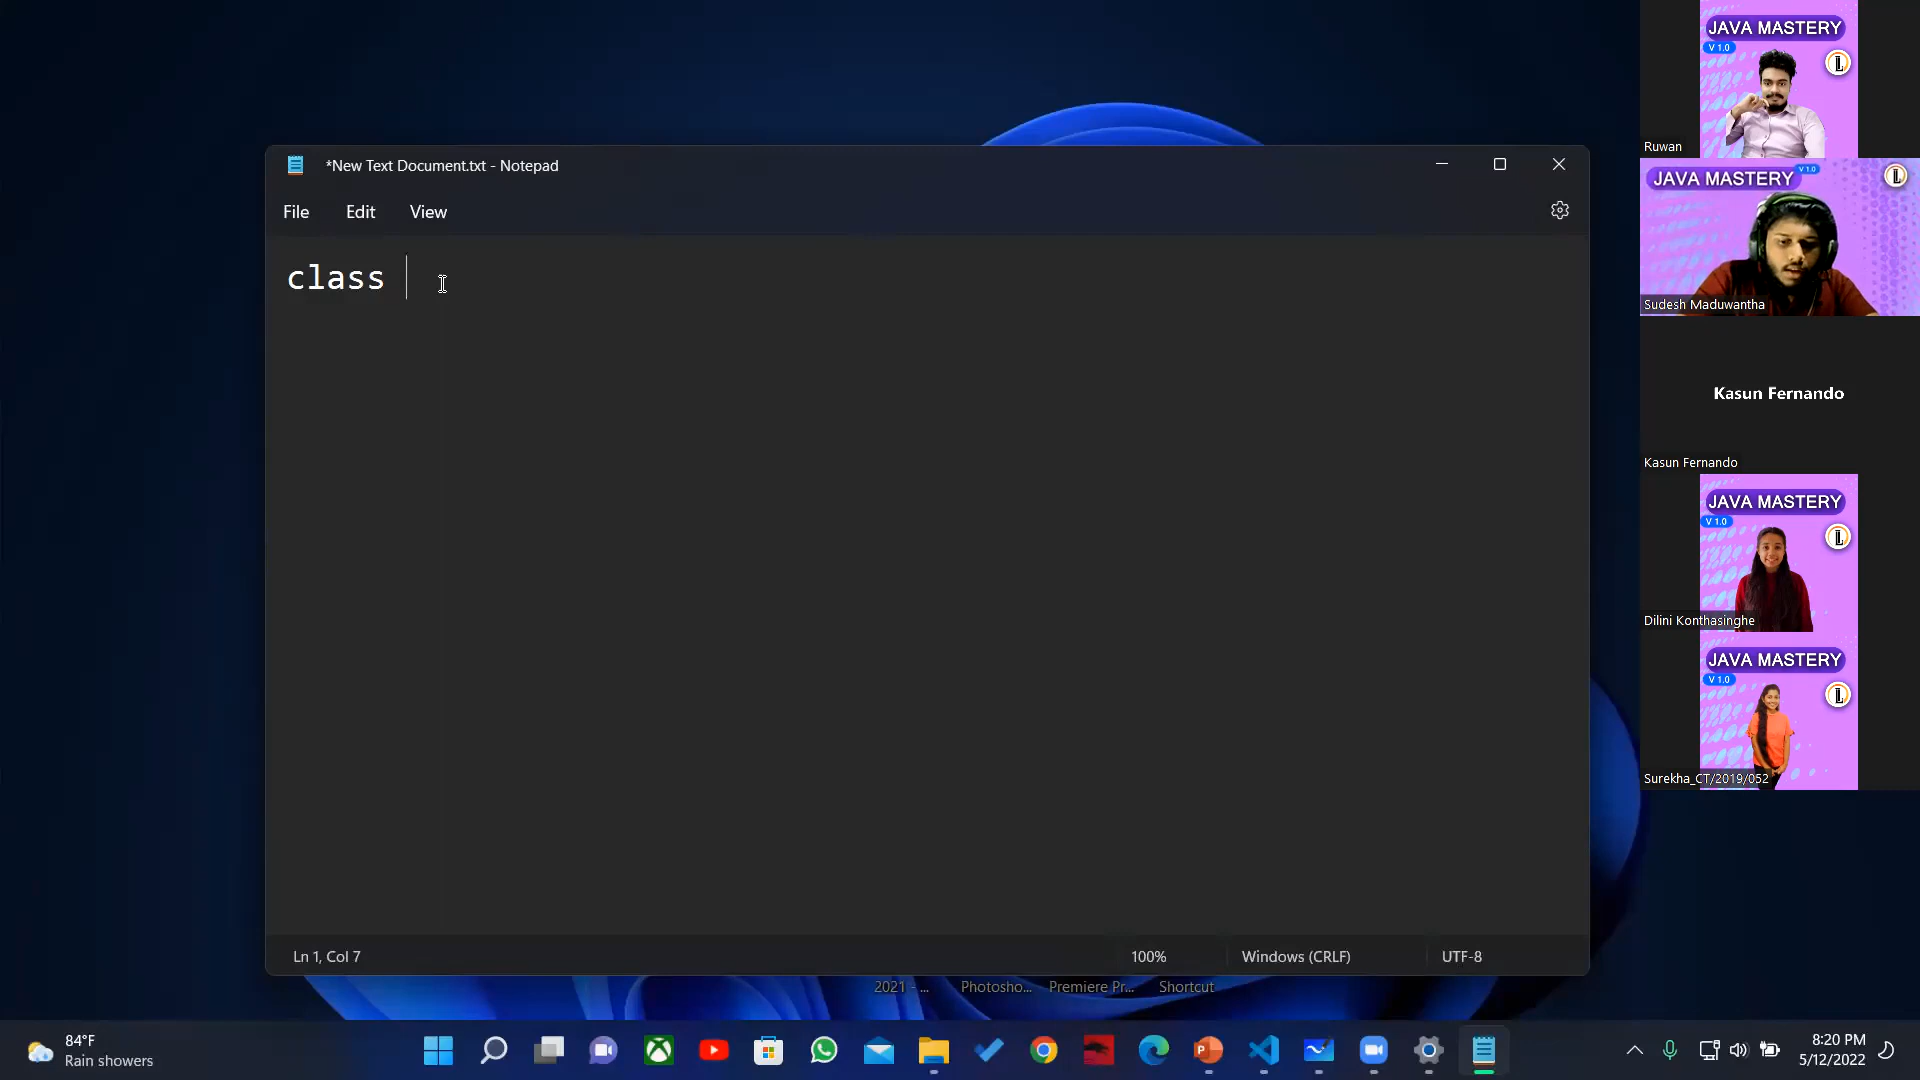 *New Text Document.txt - Notepad
File Edit View
class
Ln 1, Col 7
100%
Windows (CRLF)
UTF-8
JAVA MASTERY
V 1.0
Ruwan
JAVA MASTERY
V 1.0
Sudesh Maduwantha
Kasun Fernando
Kasun Fernando
JAVA MASTERY
V 1.0
Dilini Konthasinghe
JAVA MASTERY
V 1.0
Surekha_CT/2019/052
2021 - ...
Photosho...
Premiere Pr...
Shortcut
84°F
Rain showers
8:20 PM
5/12/2022